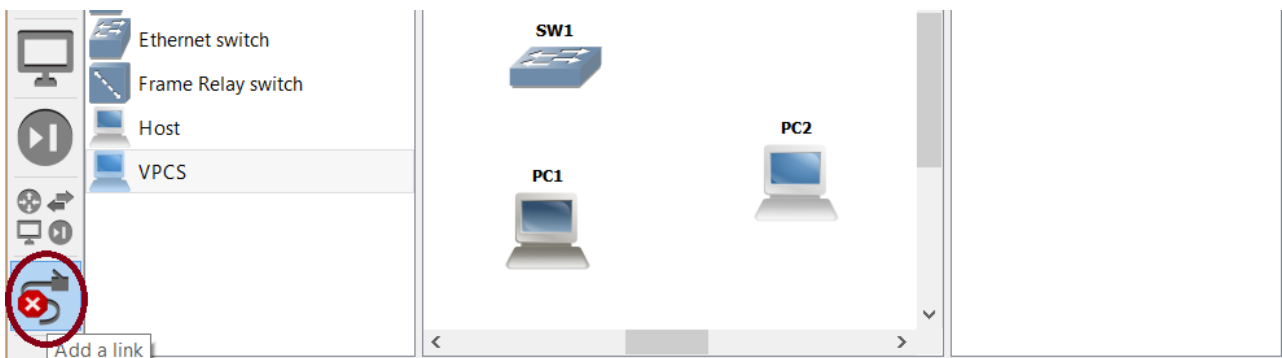 Ethernet switch
Frame Relay switch
Host
VPCS
Add a link
SW1
PC2
PC1